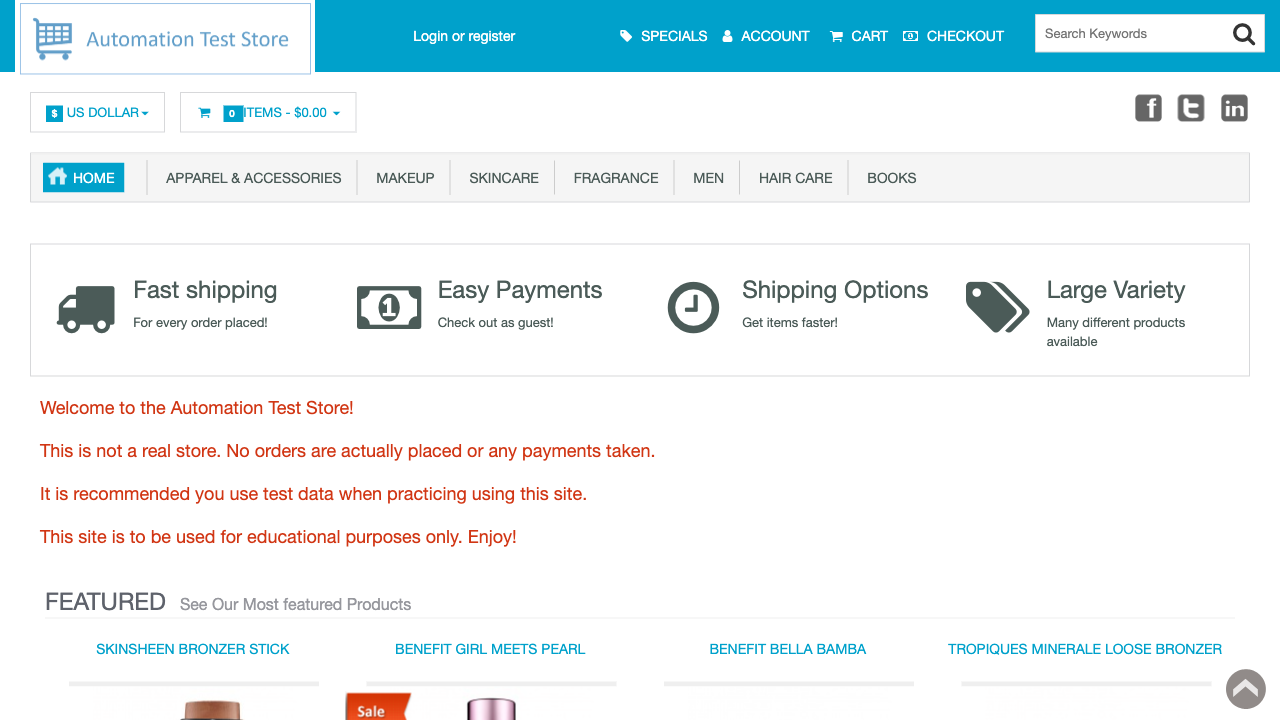 Automation Test Store
Login or register
SPECIALS ACCOUNT CART CHECKOUT
Search Keywords
$ US DOLLAR
0 ITEMS - $0.00
f t in
HOME APPAREL & ACCESSORIES MAKEUP SKINCARE FRAGRANCE MEN HAIR CARE BOOKS
Fast shipping
For every order placed!
1
Easy Payments
Check out as guest!
Shipping Options
Get items faster!
Large Variety
Many different products
available
Welcome to the Automation Test Store!
This is not a real store. No orders are actually placed or any payments taken.
It is recommended you use test data when practicing using this site.
This site is to be used for educational purposes only. Enjoy!
FEATURED See Our Most featured Products
SKINSHEEN BRONZER STICK
BENEFIT GIRL MEETS PEARL
BENEFIT BELLA BAMBA
TROPIQUES MINERALE LOOSE BRONZER
Sale